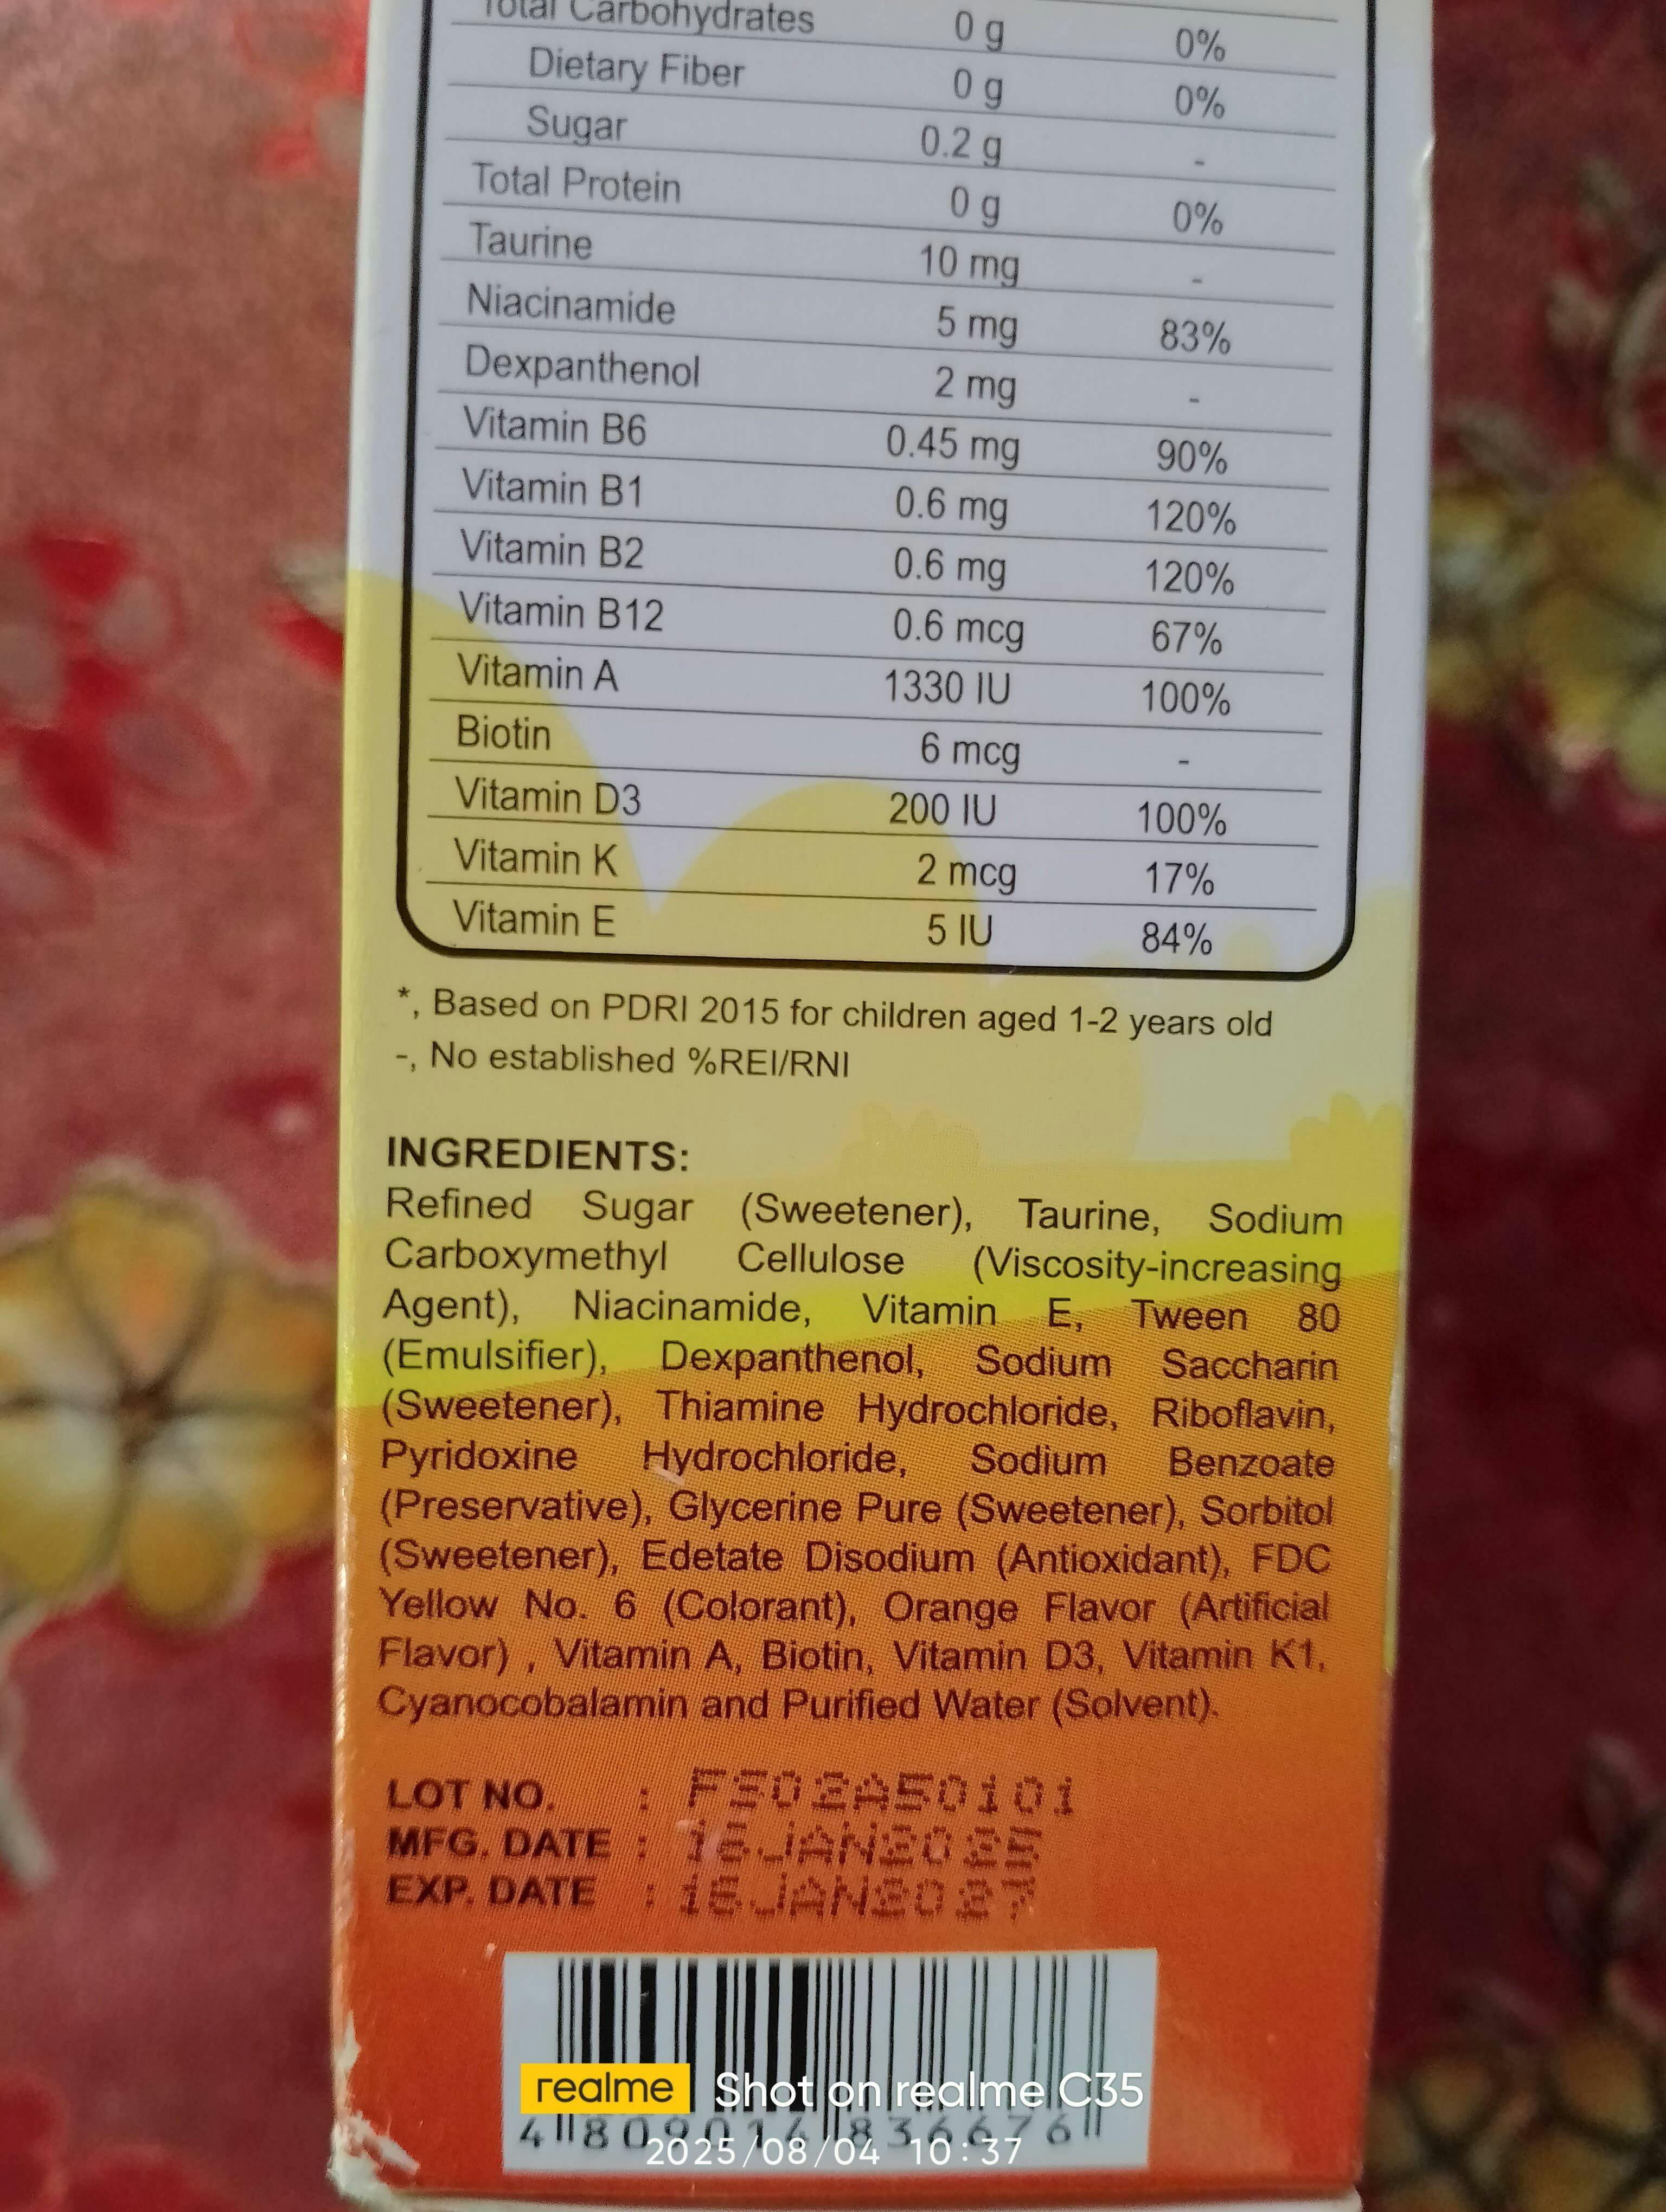 Total Carbohydrates 0 g 0%
Dietary Fiber 0 g 0%
Sugar 0.2 g -
Total Protein 0 g 0%
Taurine 10 mg -
Niacinamide 5 mg 83%
Dexpanthenol 2 mg -
Vitamin B6 0.45 mg 90%
Vitamin B1 0.6 mg 120%
Vitamin B2 0.6 mg 120%
Vitamin B12 0.6 mcg 67%
Vitamin A 1330 IU 100%
Biotin 6 mcg -
Vitamin D3 200 IU 100%
Vitamin K 2 mcg 17%
Vitamin E 5 IU 84%
*, Based on PDRI 2015 for children aged 1-2 years old
-, No established %REI/RNI
INGREDIENTS:
Refined Sugar (Sweetener), Taurine, Sodium
Carboxymethyl Cellulose (Viscosity-increasing
Agent), Niacinamide, Vitamin E, Tween 80
(Emulsifier), Dexpanthenol, Sodium Saccharin
(Sweetener), Thiamine Hydrochloride, Riboflavin,
Pyridoxine Hydrochloride, Sodium Benzoate
(Preservative), Glycerine Pure (Sweetener), Sorbitol
(Sweetener), Edetate Disodium (Antioxidant), FDC
Yellow No. 6 (Colorant), Orange Flavor (Artificial
Flavor) , Vitamin A, Biotin, Vitamin D3, Vitamin K1,
Cyanocobalamin and Purified Water (Solvent).
LOT NO. : FS02A50101
MFG. DATE : 16JAN2025
EXP. DATE : 16JAN2027
realme Shot on realme C35
4 809014 836676
2025/08/04 10:37